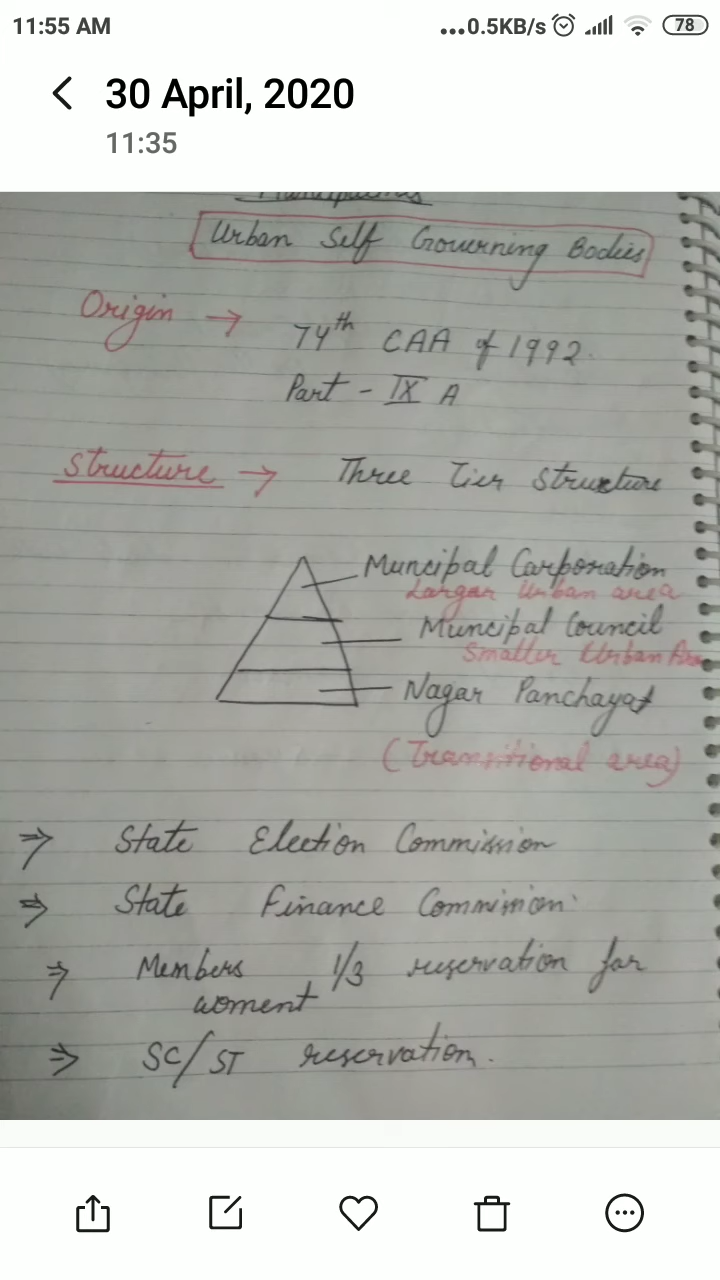 11:55 AM
...0.5KB/s
78
30 April, 2020
11:35
Urban Self Governing Bodies
Origin →
74th CAA of 1992.
Part - IX A
Structure → Three Tier Structure
Muncipal Corporation
Largar Urban area
Muncipal Council
Smaller Urban Area
Nagar Panchayat
(Transitional area)
⇒ State Election Commission
⇒ State Finance Commission
⇒ Members 1/3 reservation for
woment
⇒ SC/ST reservation.